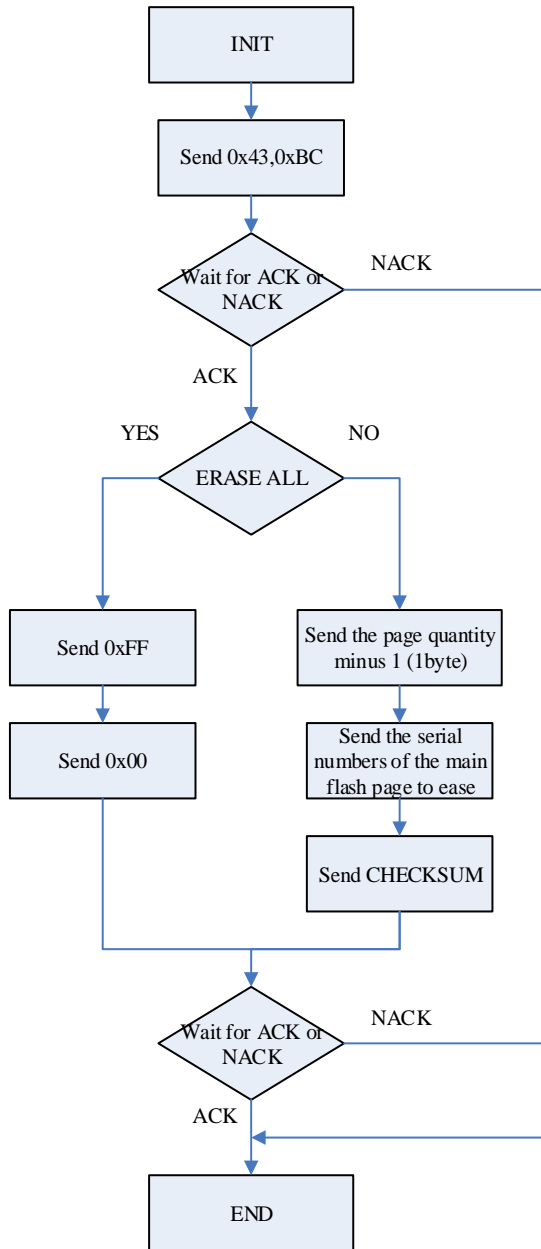 INIT
Send 0x43,0xBC
Wait for ACK or
NACK
NACK
ACK
YES
NO
ERASE ALL
Send 0xFF
Send the page quantity
minus 1 (1byte)
Send 0x00
Send the serial
numbers of the main
flash page to ease
Send CHECKSUM
Wait for ACK or
NACK
NACK
ACK
END